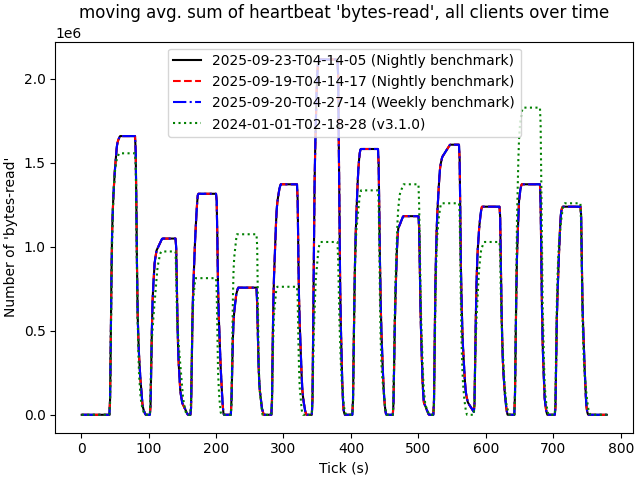 moving avg. sum of heartbeat 'bytes-read', all clients over time
1e6
2025-09-23-T04-14-05 (Nightly benchmark)
2025-09-19-T04-14-17 (Nightly benchmark)
2025-09-20-T04-27-14 (Weekly benchmark)
2024-01-01-T02-18-28 (v3.1.0)
Number of 'bytes-read'
2.0
1.5
1.0
0.5
0.0
0 100 200 300 400 500 600 700 800
Tick (s)